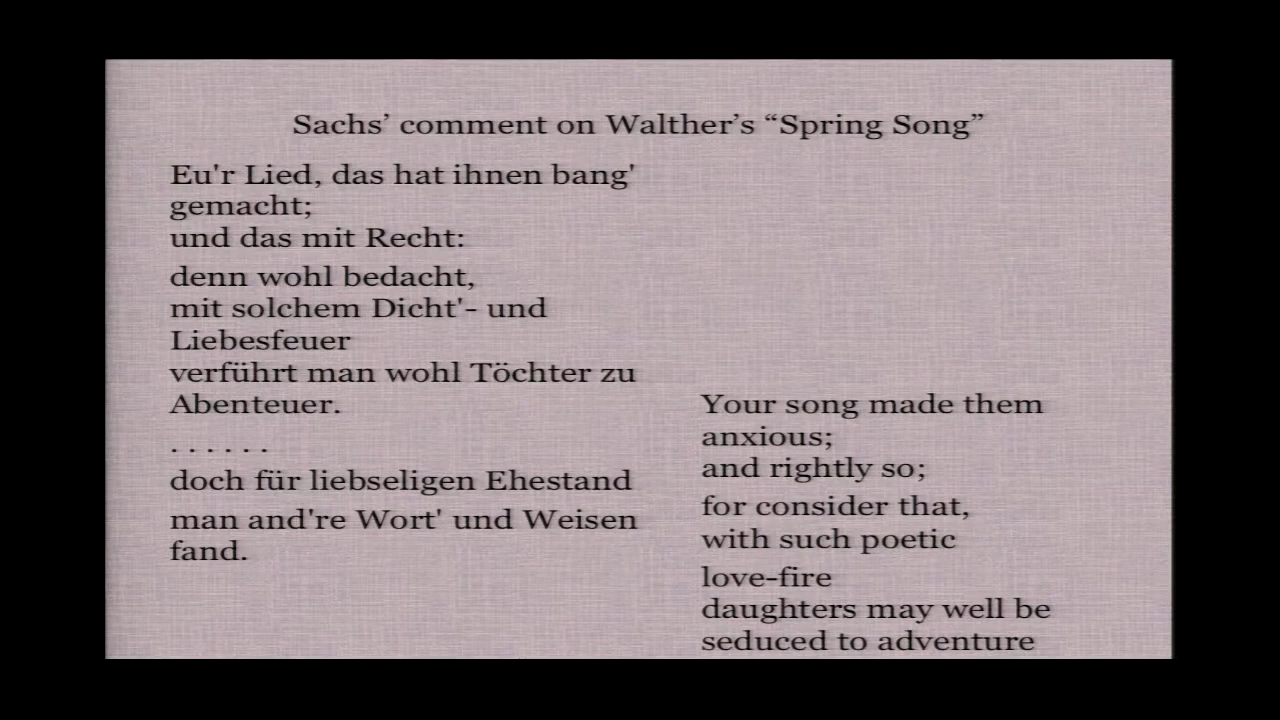 Sachs’ comment on Walther’s “Spring Song”
Eu'r Lied, das hat ihnen bang'
gemacht;
und das mit Recht:
denn wohl bedacht,
mit solchem Dicht'- und
Liebesfeuer
verführt man wohl Töchter zu
Abenteuer.
. . . . . .
doch für liebseligen Ehestand
man and're Wort' und Weisen
fand.
Your song made them
anxious;
and rightly so;
for consider that,
with such poetic
love-fire
daughters may well be
seduced to adventure